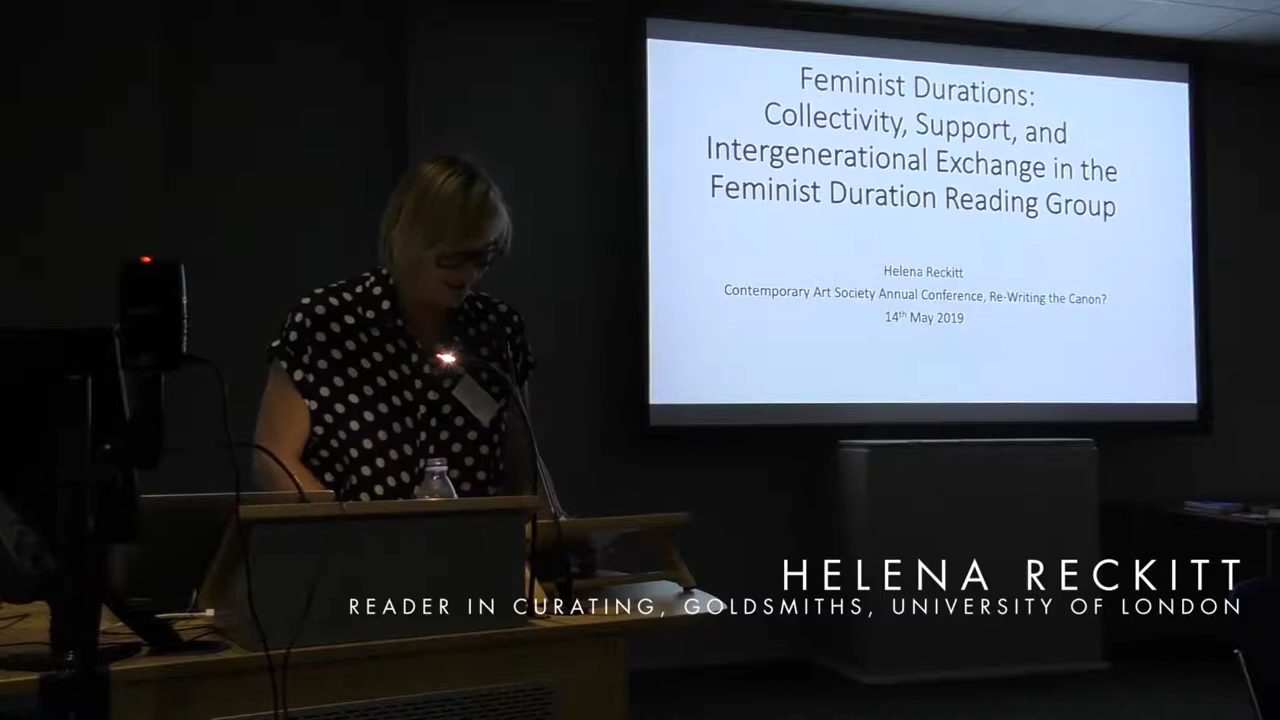 Feminist Durations:
Collectivity, Support, and
Intergenerational Exchange in the
Feminist Duration Reading Group
Helena Reckitt
Contemporary Art Society Annual Conference, Re-Writing the Canon?
14th May 2019
HELENA RECKITT
READER IN CURATING, GOLDSMITHS, UNIVERSITY OF LONDON